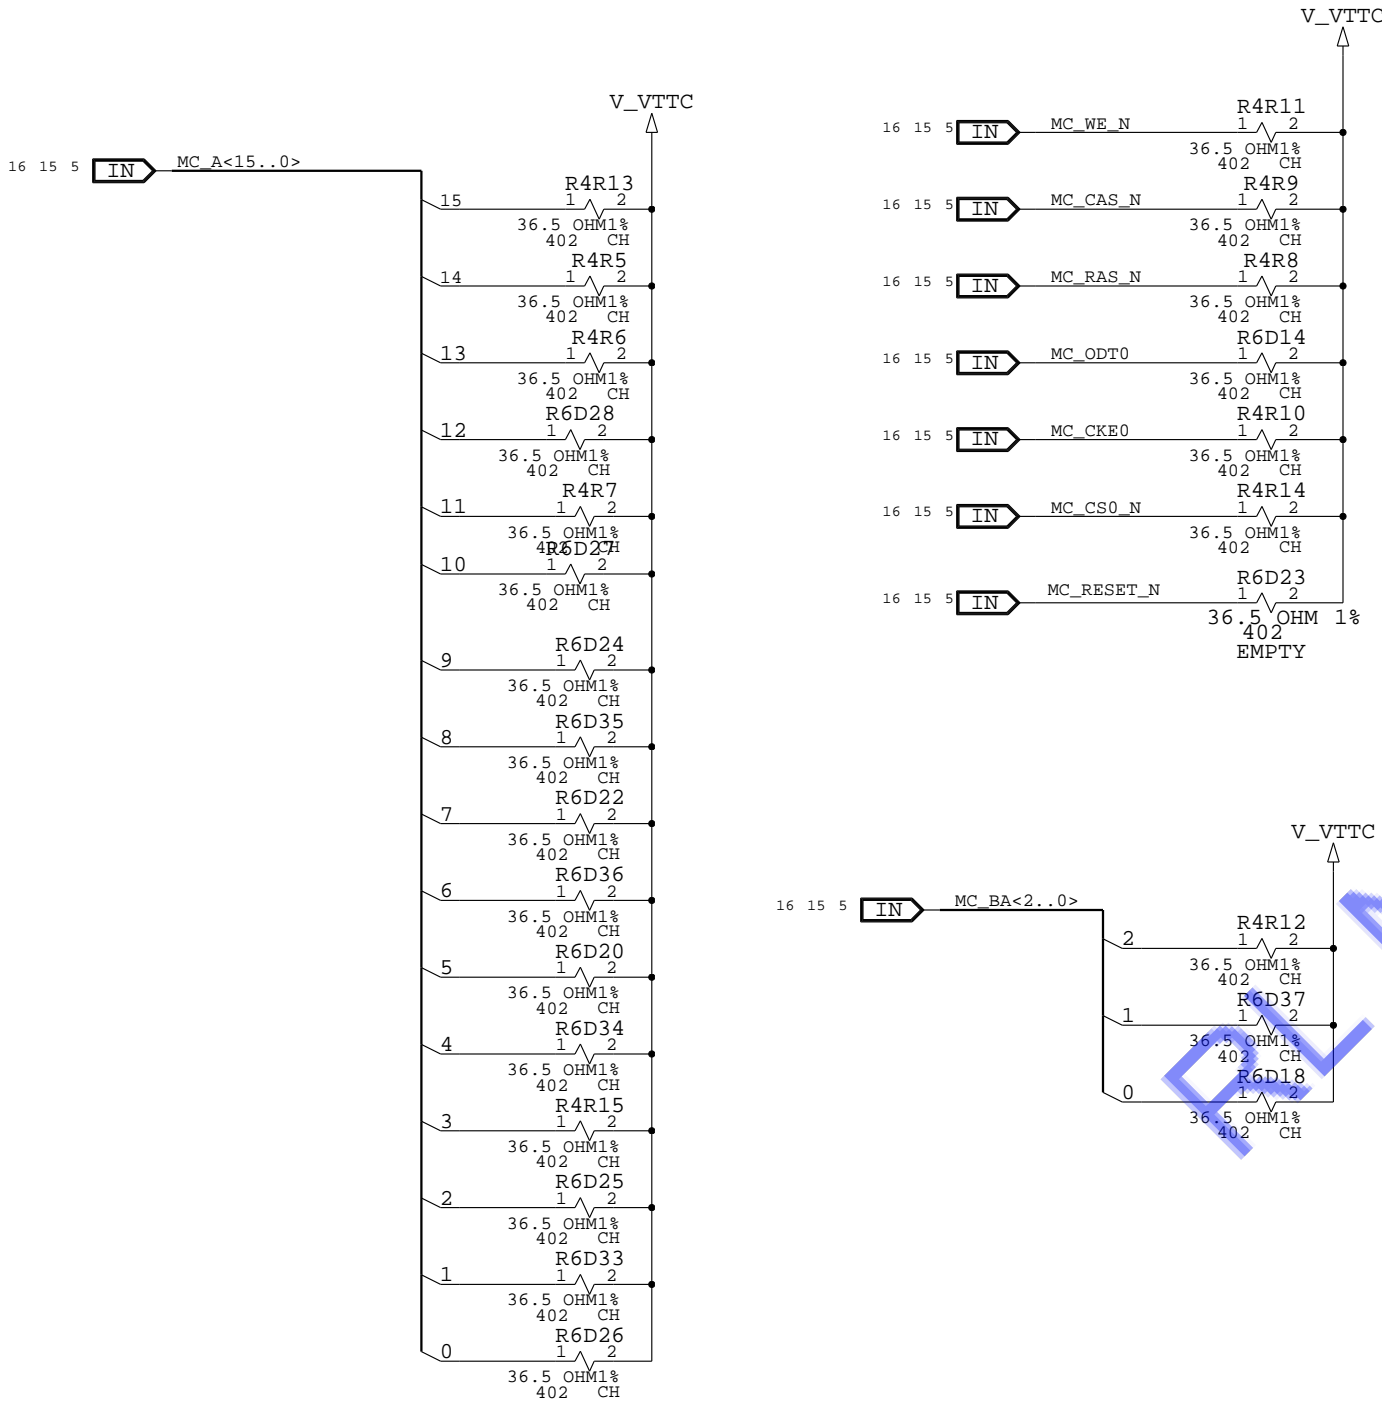 V_VTTC
16 15 5 IN MC_A<15..0>
15 R4R13
1 2
36.5 OHM1%
402 CH
14 R4R5
1 2
36.5 OHM1%
402 CH
13 R4R6
1 2
36.5 OHM1%
402 CH
12 R6D28
1 2
36.5 OHM1%
402 CH
11 R4R7
1 2
36.5 OHM1%
402 CH
10 R6D27
1 2
36.5 OHM1%
402 CH
9 R6D24
1 2
36.5 OHM1%
402 CH
8 R6D35
1 2
36.5 OHM1%
402 CH
7 R6D22
1 2
36.5 OHM1%
402 CH
6 R6D36
1 2
36.5 OHM1%
402 CH
5 R6D20
1 2
36.5 OHM1%
402 CH
4 R6D34
1 2
36.5 OHM1%
402 CH
3 R4R15
1 2
36.5 OHM1%
402 CH
2 R6D25
1 2
36.5 OHM1%
402 CH
1 R6D33
1 2
36.5 OHM1%
402 CH
0 R6D26
1 2
36.5 OHM1%
402 CH
V_VTTC
16 15 5 IN MC_WE_N R4R11
1 2
36.5 OHM1%
402 CH
16 15 5 IN MC_CAS_N R4R9
1 2
36.5 OHM1%
402 CH
16 15 5 IN MC_RAS_N R4R8
1 2
36.5 OHM1%
402 CH
16 15 5 IN MC_ODT0 R6D14
1 2
36.5 OHM1%
402 CH
16 15 5 IN MC_CKE0 R4R10
1 2
36.5 OHM1%
402 CH
16 15 5 IN MC_CS0_N R4R14
1 2
36.5 OHM1%
402 CH
16 15 5 IN MC_RESET_N R6D23
1 2
36.5 OHM 1%
402
EMPTY
V_VTTC
16 15 5 IN MC_BA<2..0>
2 R4R12
1 2
36.5 OHM1%
402 CH
1 R6D37
1 2
36.5 OHM1%
402 CH
0 R6D18
1 2
36.5 OHM1%
402 CH